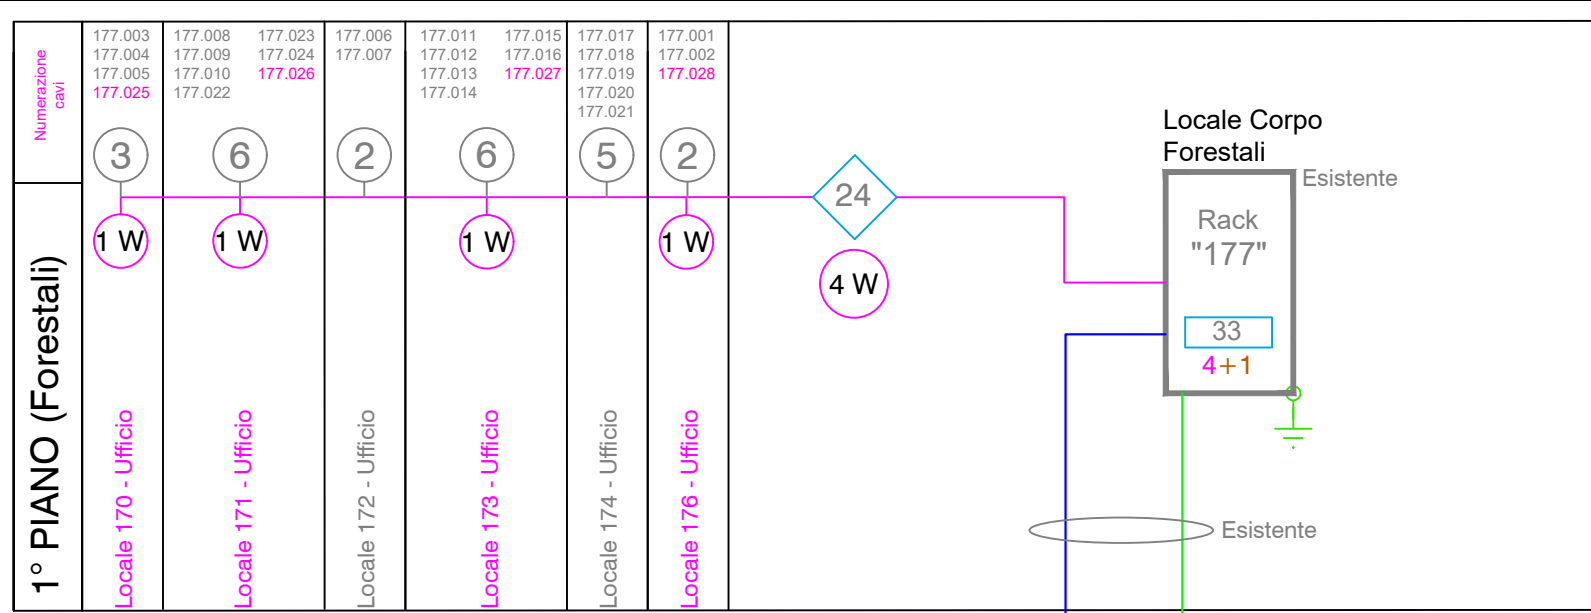 Numerazione
cavi
177.003
177.004
177.005
177.025
177.008 177.023
177.009 177.024
177.010 177.026
177.022
177.006
177.007
177.011 177.015
177.012 177.016
177.013 177.027
177.014
177.017
177.018
177.019
177.020
177.021
177.001
177.002
177.028
3
6
2
6
5
2
1 W
1 W
1 W
1 W
24
4 W
Locale Corpo
Forestali
Esistente
Rack
"177"
33
4+1
1° PIANO (Forestali)
Locale 170 - Ufficio
Locale 171 - Ufficio
Locale 172 - Ufficio
Locale 173 - Ufficio
Locale 174 - Ufficio
Locale 176 - Ufficio
Esistente